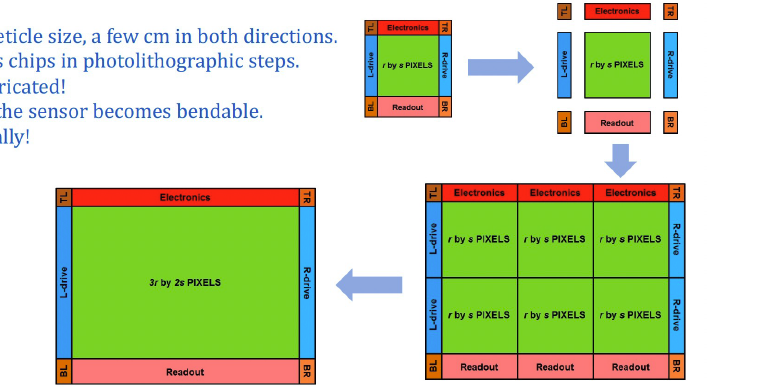 eticle size, a few cm in both directions.
s chips in photolithographic steps.
ricated!
the sensor becomes bendable.
lly!
TL Electronics TR
L-drive r by s PIXELS R-drive
BL Readout BR
TL Electronics TR
L-drive r by s PIXELS R-drive
BL Readout BR
TL Electronics TR
L-drive 3r by 2s PIXELS R-drive
BL Readout BR
TL Electronics Electronics Electronics TR
L-drive r by s PIXELS r by s PIXELS r by s PIXELS R-drive
L-drive r by s PIXELS r by s PIXELS r by s PIXELS R-drive
BL Readout Readout Readout BR